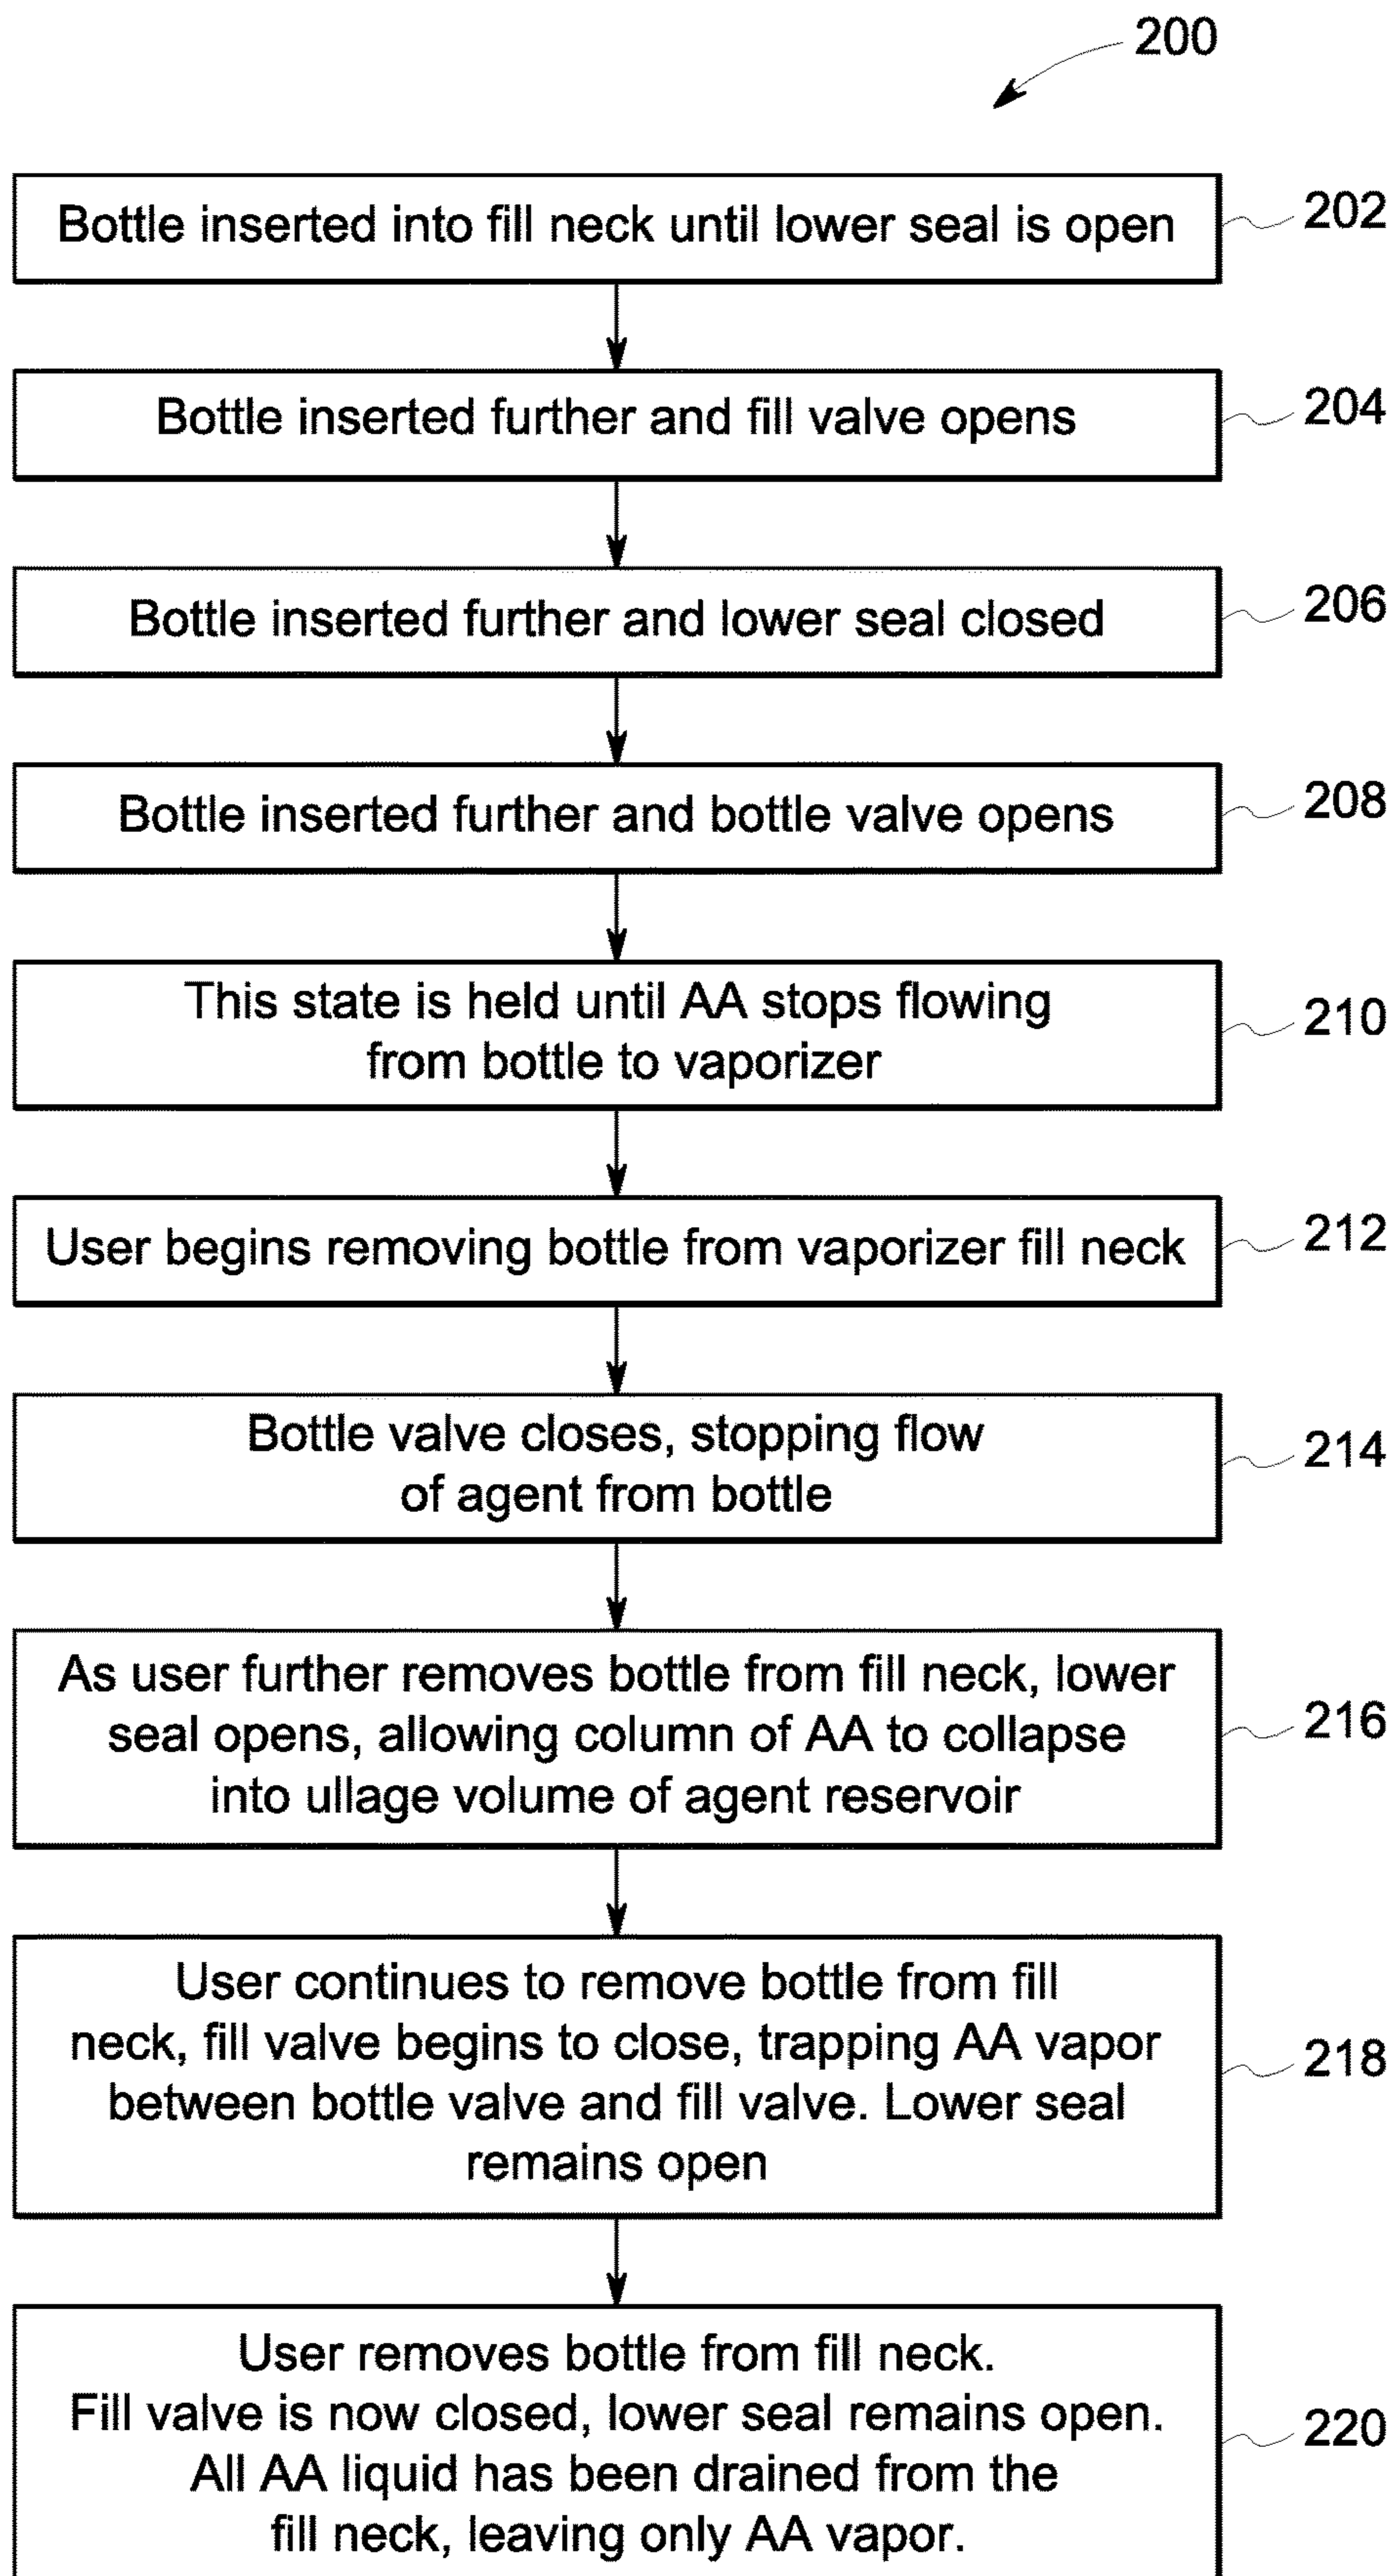 200
Bottle inserted into fill neck until lower seal is open
202
Bottle inserted further and fill valve opens
204
Bottle inserted further and lower seal closed
206
Bottle inserted further and bottle valve opens
208
This state is held until AA stops flowing
from bottle to vaporizer
210
User begins removing bottle from vaporizer fill neck
212
Bottle valve closes, stopping flow
of agent from bottle
214
As user further removes bottle from fill neck, lower
seal opens, allowing column of AA to collapse
into ullage volume of agent reservoir
216
User continues to remove bottle from fill
neck, fill valve begins to close, trapping AA vapor
between bottle valve and fill valve. Lower seal
remains open
218
User removes bottle from fill neck.
Fill valve is now closed, lower seal remains open.
All AA liquid has been drained from the
fill neck, leaving only AA vapor.
220